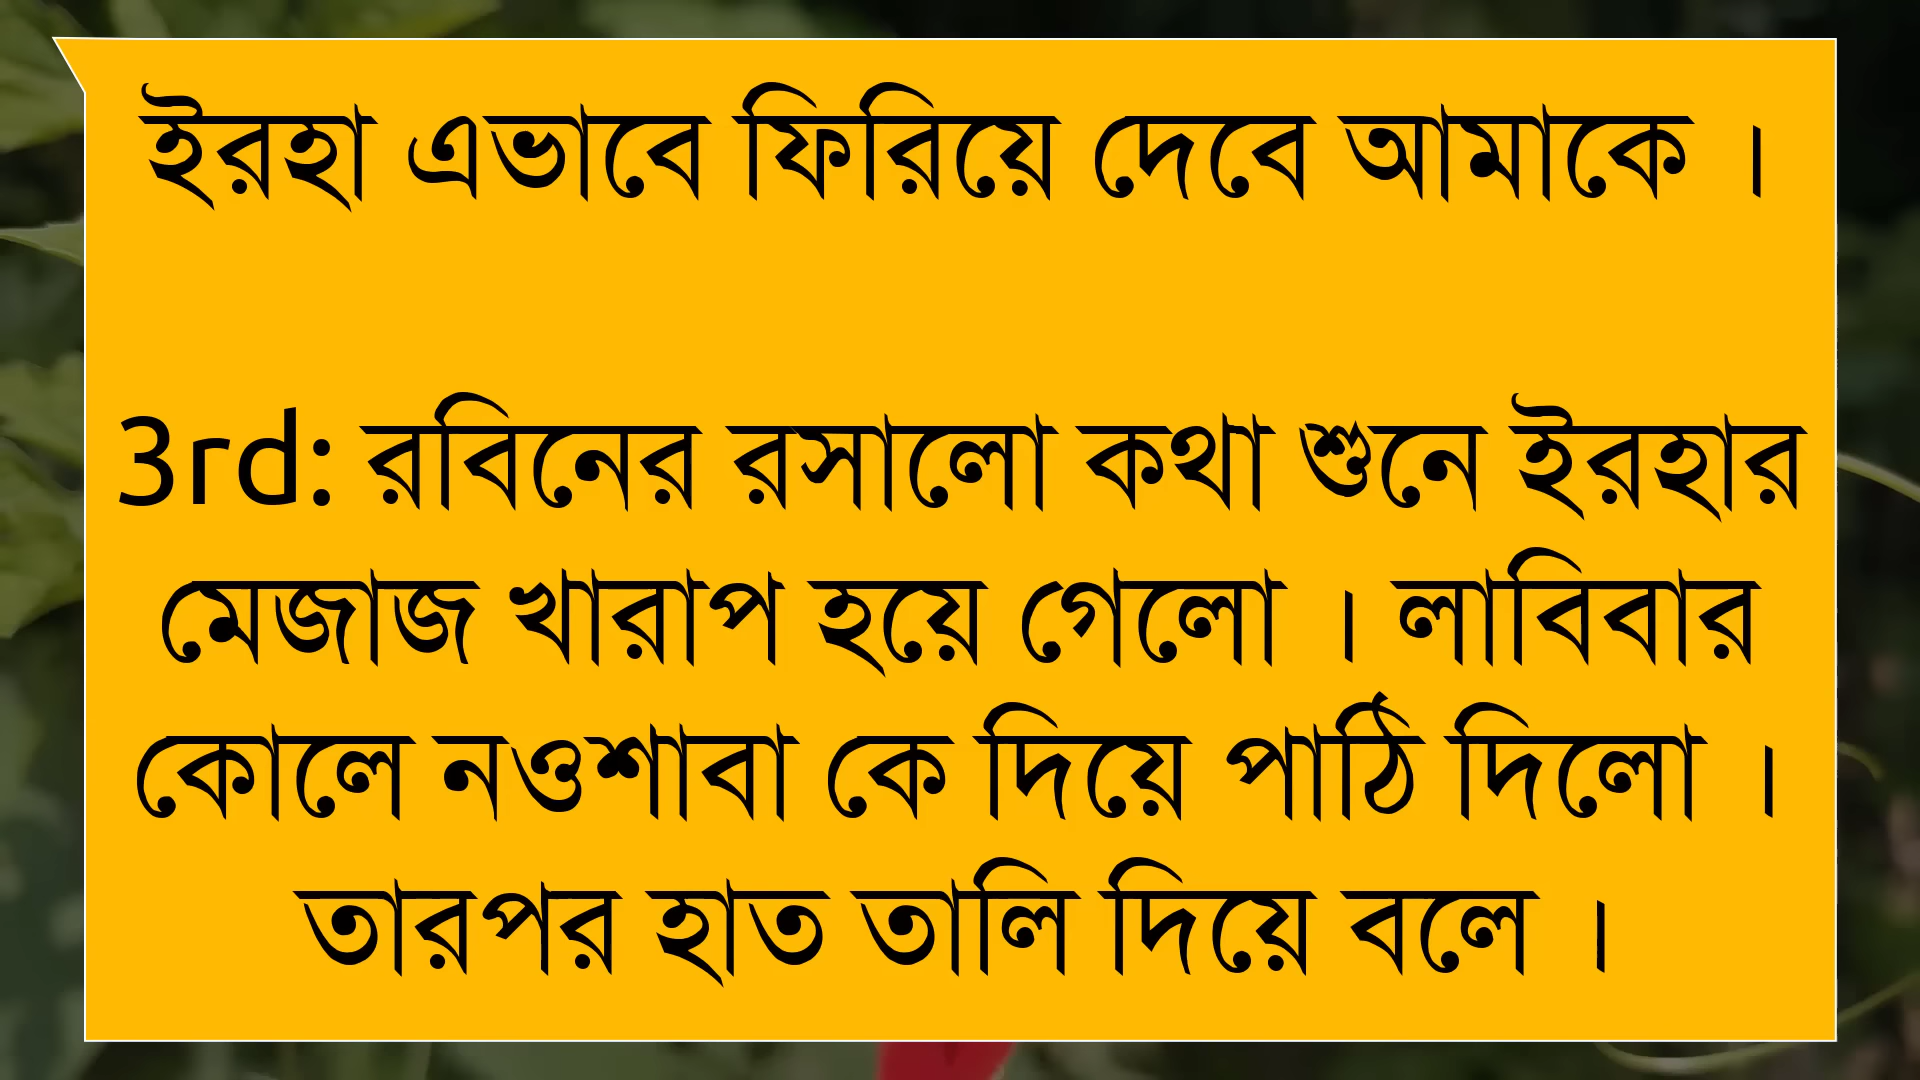 ইরহা এভাবে ফিরিয়ে দেবে আমাকে ।
3rd: রবিনের রসালো কথা শুনে ইরহার
মেজাজ খারাপ হয়ে গেলো । লাবিবার
কোলে নওশাবা কে দিয়ে পাঠি দিলো ।
তারপর হাত তালি দিয়ে বলে ।